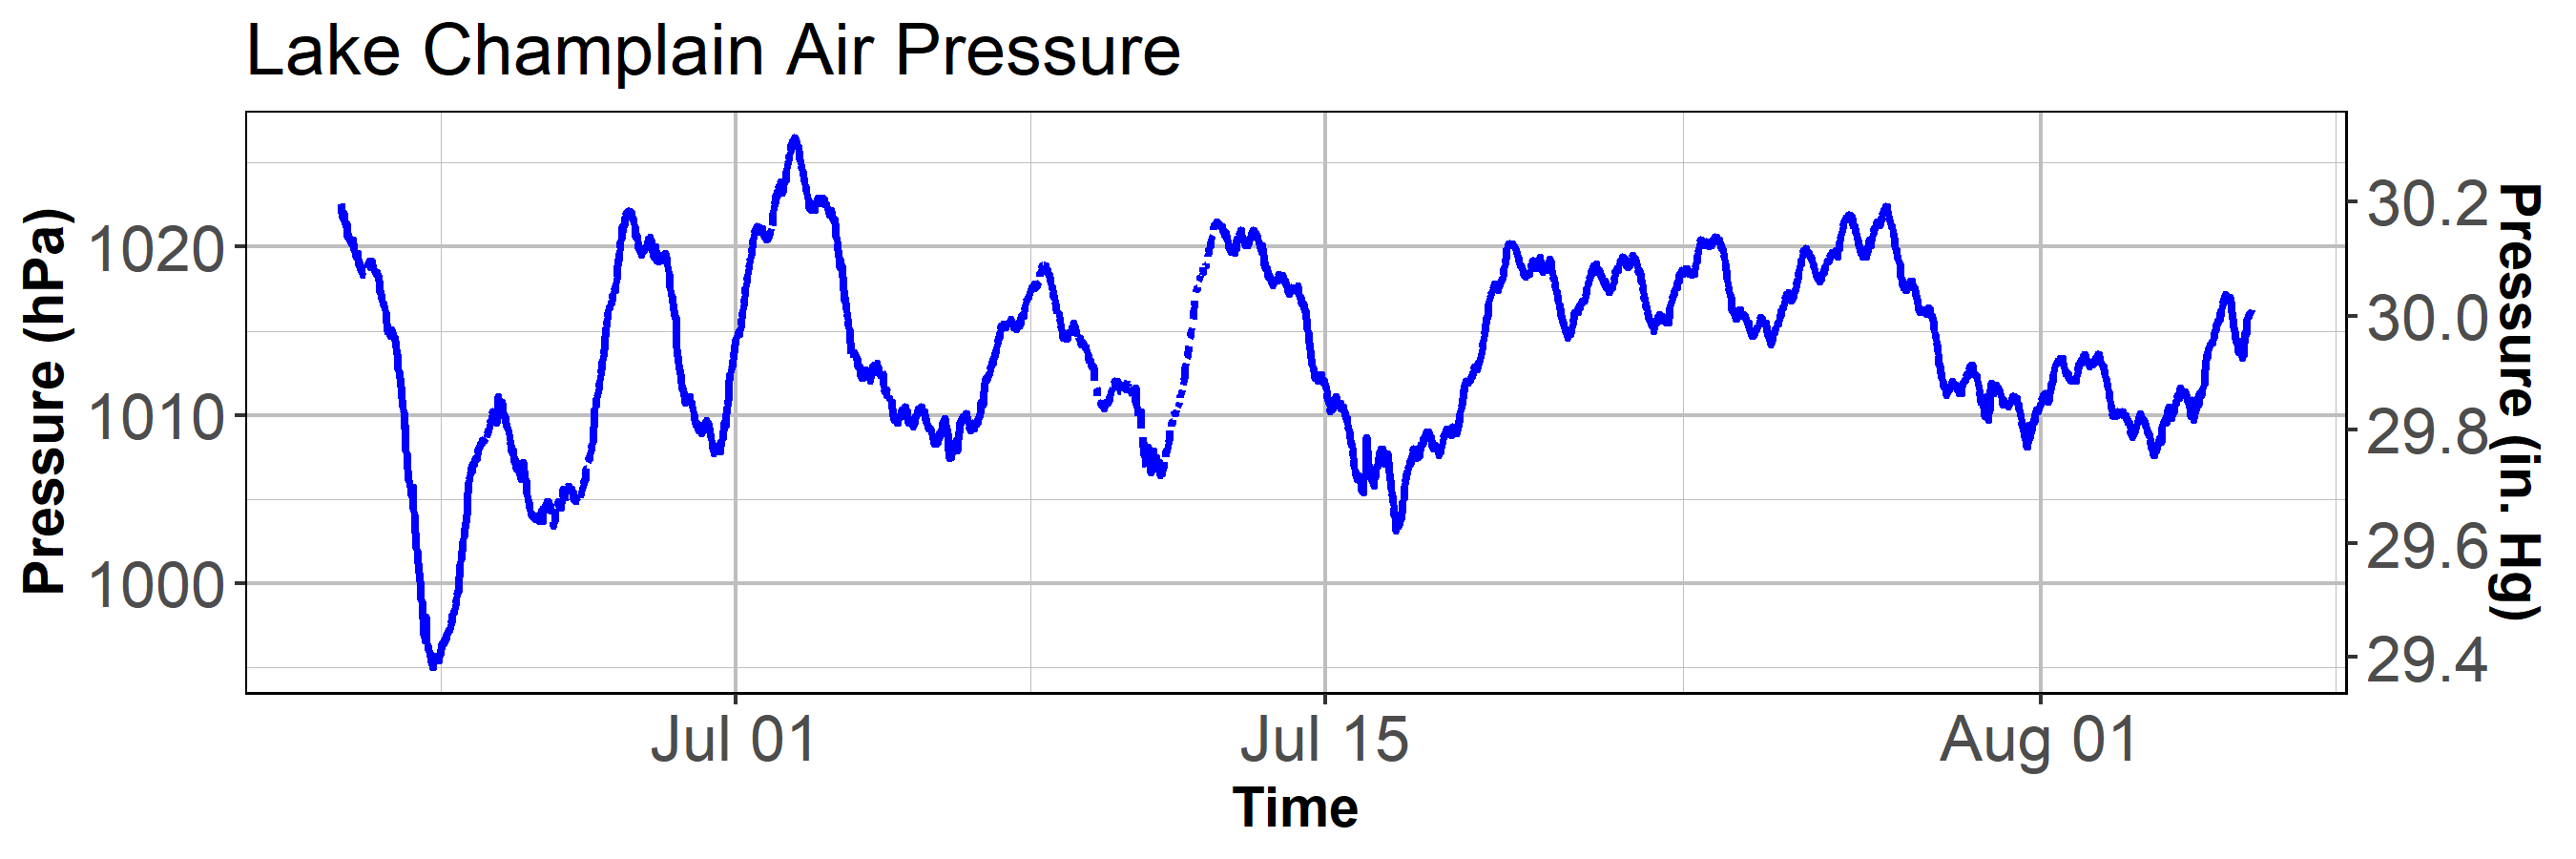 Lake Champlain Air Pressure
Pressure (hPa)
1020
1010
1000
30.2
30.0
29.8
29.6
29.4
Pressure (in. Hg)
Jul 01
Jul 15
Aug 01
Time